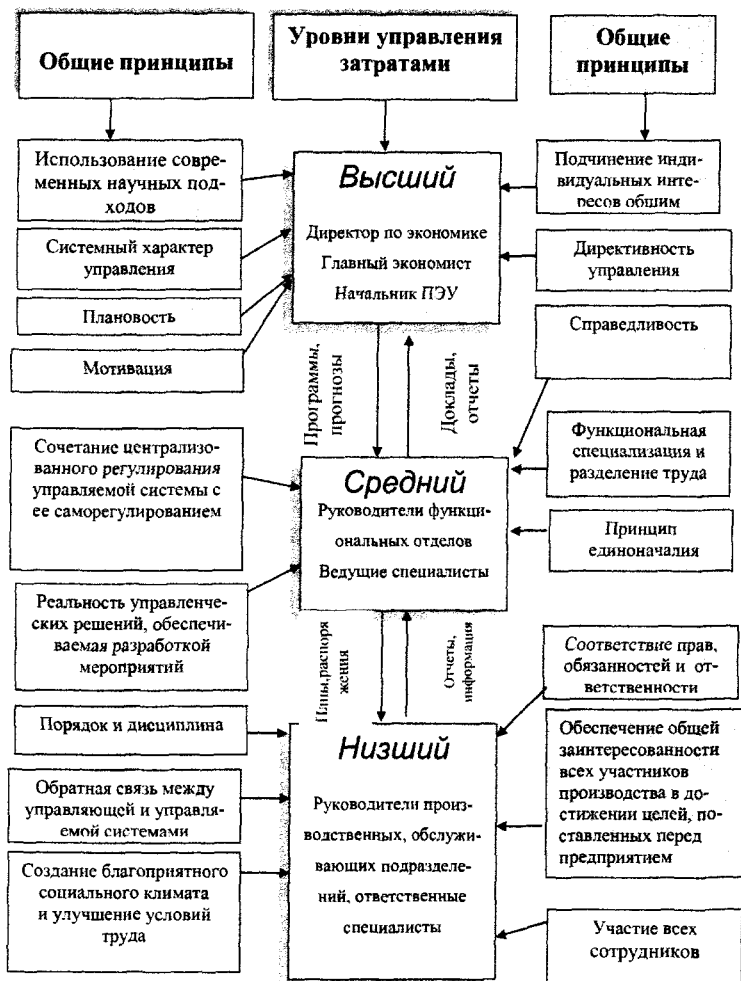 Общие принципы
Уровни управления
затратами
Общие
принципы
Использование совре-
менных научных под-
ходов
Системный характер
управления
Плановость
Мотивация
Высший
Директор по экономике
Главный экономист
Начальник ПЭУ
Подчинение инди-
видуальных инте-
ресов общим
Директивность
управления
Справедливость
Программы,
прогнозы
Доклады,
отчеты
Сочетание централизо-
ованного регулирования
управляемой системы с
ее саморегулированием
Реальность управленче-
ских решений, обеспечи-
ваемая разработкой
мероприятий
Средний
Руководители функци-
ональных отделов
Ведущие специалисты
Функциональная
специализация и
разделение труда
Принцип
единоначалия
Планы,распоря
жения
Отчеты,
информация
Порядок и дисциплина
Обратная связь между
управляющей и управля-
емой системами
Создание благоприятного
социального климата
и улучшение условий
труда
Низший
Руководители произ-
водственных, обслужи-
вающих подразделе-
ний, ответственные
специалисты
Соответствие прав,
обязанностей и от-
ветственности
Обеспечение общей
заинтересованности
всех участников
производства в до-
стижении целей, по-
ставленных перед
предприятием
Участие всех
сотрудников